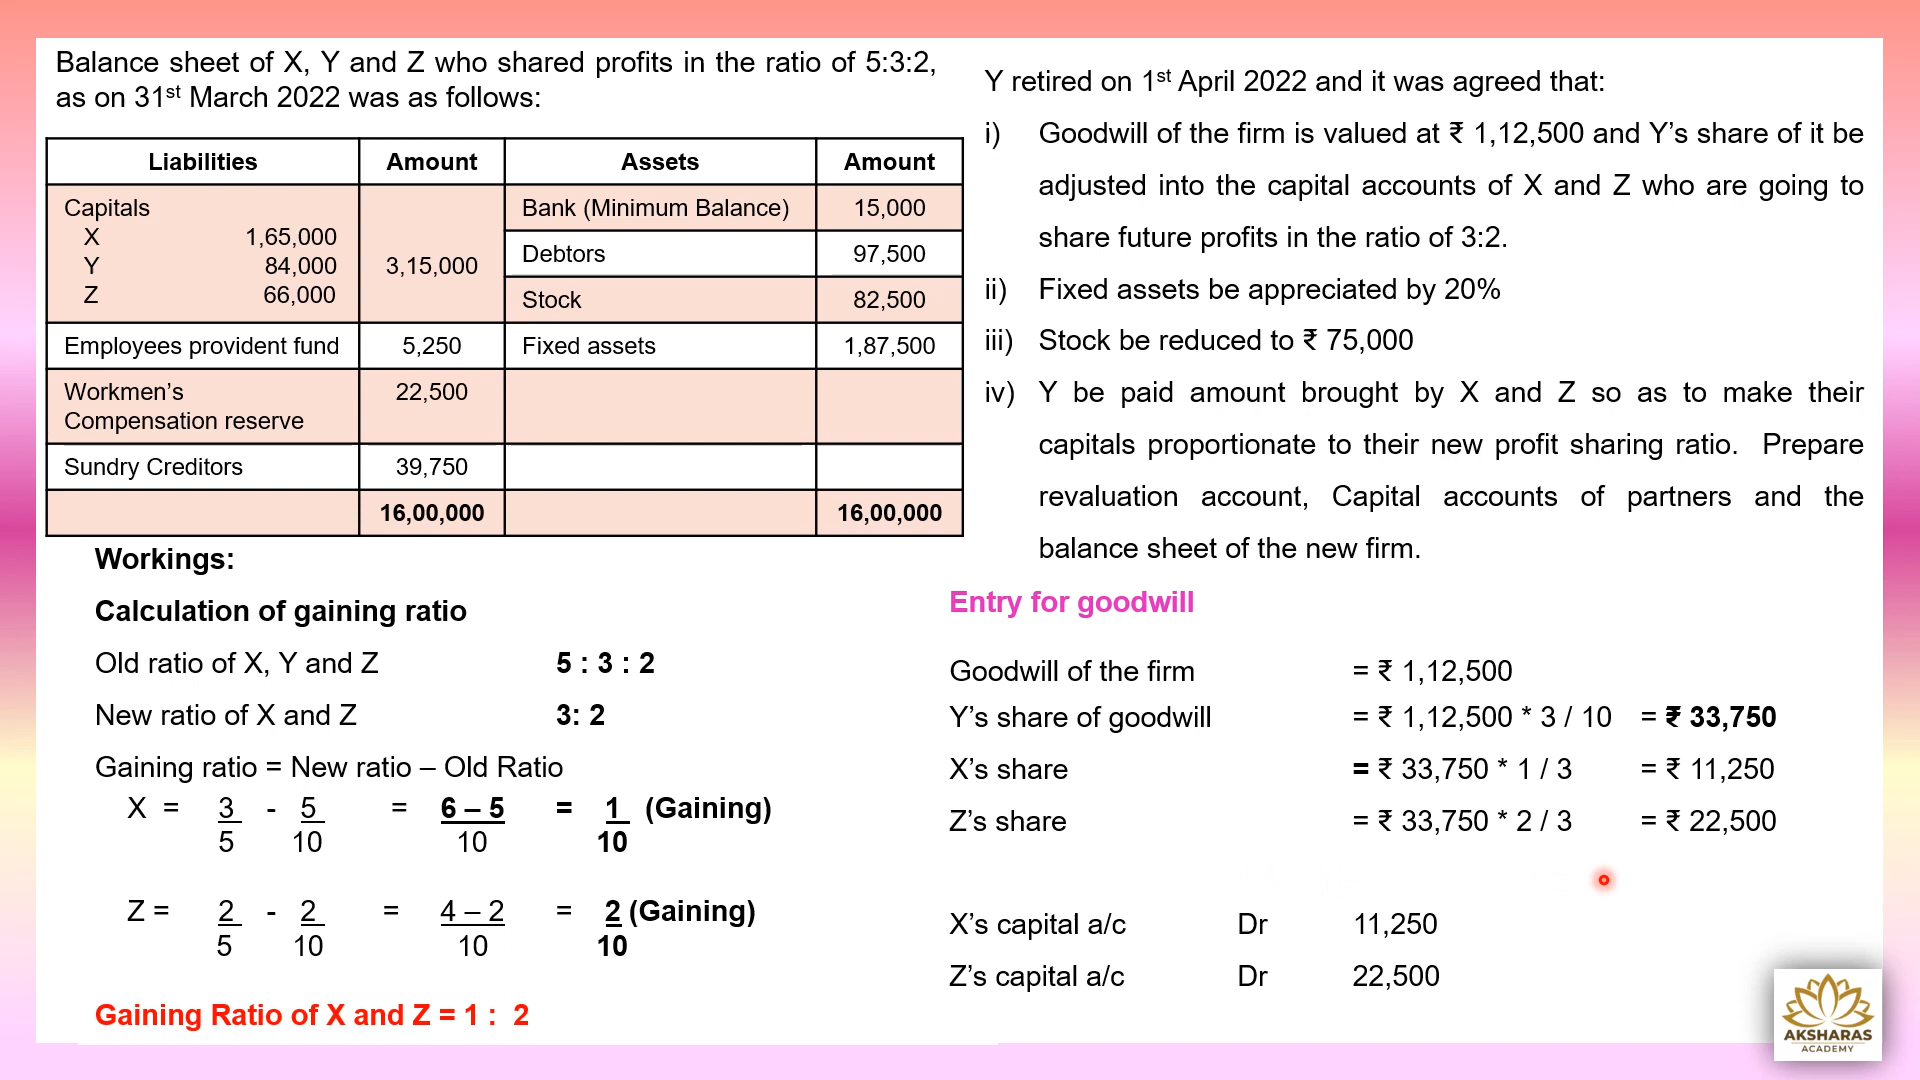 Balance sheet of X, Y and Z who shared profits in the ratio of 5:3:2,
as on 31st March 2022 was as follows:
Liabilities Amount Assets Amount
Capitals
X 1,65,000
Y 84,000
Z 66,000
3,15,000
Bank (Minimum Balance) 15,000
Debtors 97,500
Stock 82,500
Employees provident fund 5,250 Fixed assets 1,87,500
Workmen’s
Compensation reserve
22,500
Sundry Creditors 39,750
16,00,000 16,00,000
Y retired on 1st April 2022 and it was agreed that:
i) Goodwill of the firm is valued at ₹ 1,12,500 and Y’s share of it be
adjusted into the capital accounts of X and Z who are going to
share future profits in the ratio of 3:2.
ii) Fixed assets be appreciated by 20%
iii) Stock be reduced to ₹ 75,000
iv) Y be paid amount brought by X and Z so as to make their
capitals proportionate to their new profit sharing ratio. Prepare
revaluation account, Capital accounts of partners and the
balance sheet of the new firm.
Workings:
Calculation of gaining ratio
Old ratio of X, Y and Z 5 : 3 : 2
New ratio of X and Z 3: 2
Gaining ratio = New ratio – Old Ratio
X = 3 - 5 = 6 – 5 = 1 (Gaining)
5 10 10 10
Z = 2 - 2 = 4 – 2 = 2 (Gaining)
5 10 10 10
Gaining Ratio of X and Z = 1 : 2
Entry for goodwill
Goodwill of the firm = ₹ 1,12,500
Y’s share of goodwill = ₹ 1,12,500 * 3 / 10 = ₹ 33,750
X’s share = ₹ 33,750 * 1 / 3 = ₹ 11,250
Z’s share = ₹ 33,750 * 2 / 3 = ₹ 22,500
X’s capital a/c Dr 11,250
Z’s capital a/c Dr 22,500
AKSHARAS
ACADEMY